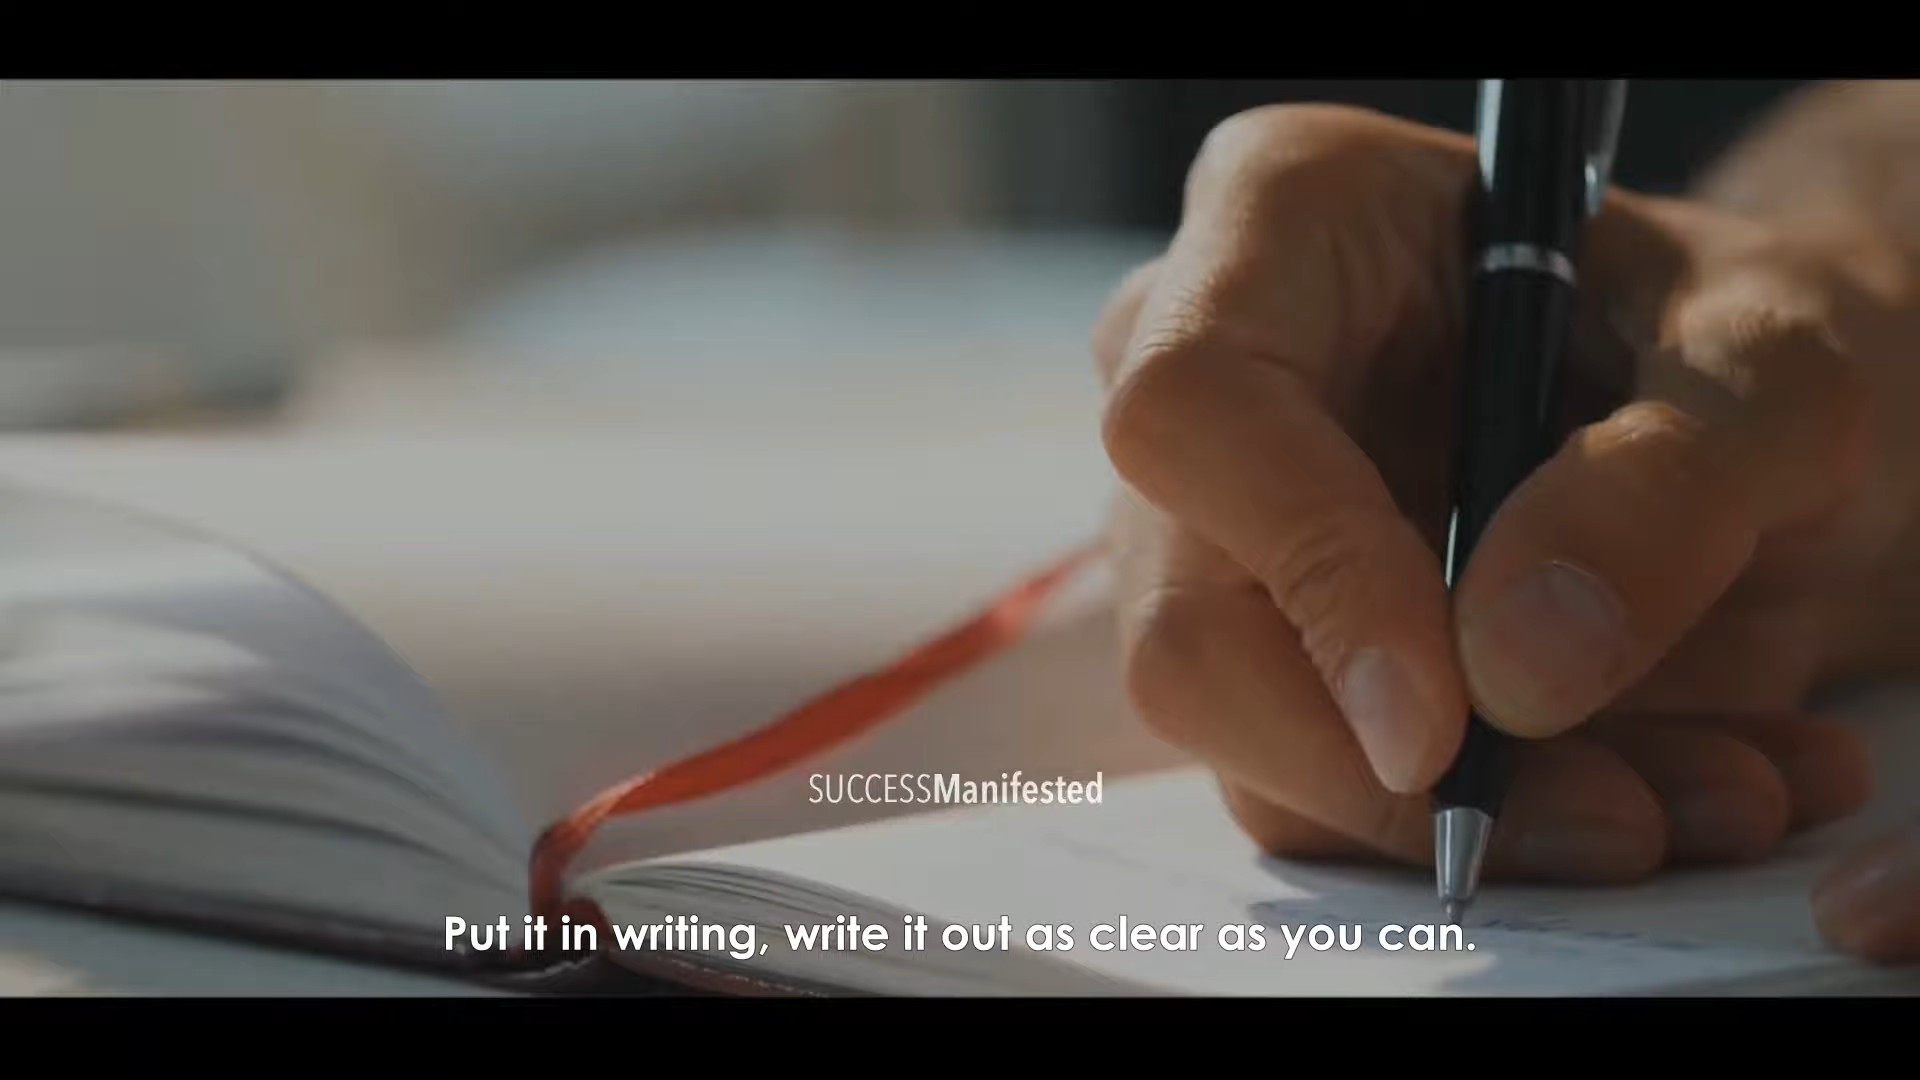 SUCCESSManifested
Put it in writing, write it out as clear as you can.